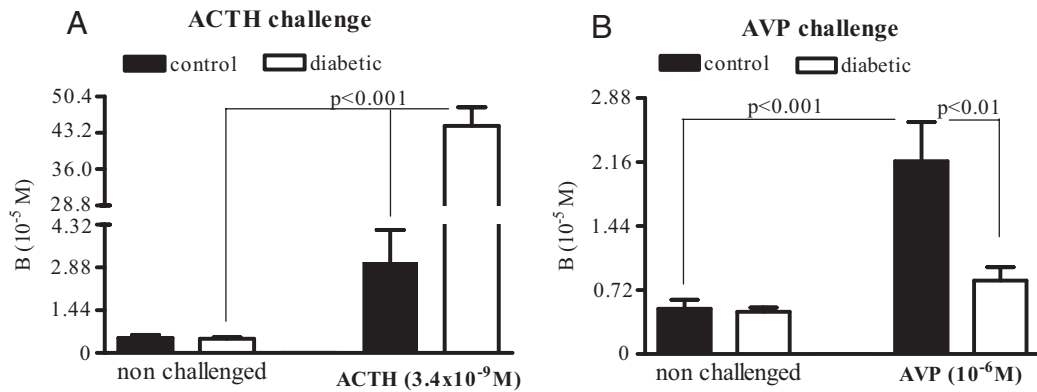 A
ACTH challenge
control diabetic
p<0.001
50.4
43.2
36.0
28.8
4.32
2.88
1.44
0
B (10⁻⁵ M)
non challenged
ACTH (3.4x10⁻⁹M)
B
AVP challenge
control diabetic
p<0.001
p<0.01
2.88
2.16
1.44
0.72
0
B (10⁻⁵ M)
non challenged
AVP (10⁻⁶M)